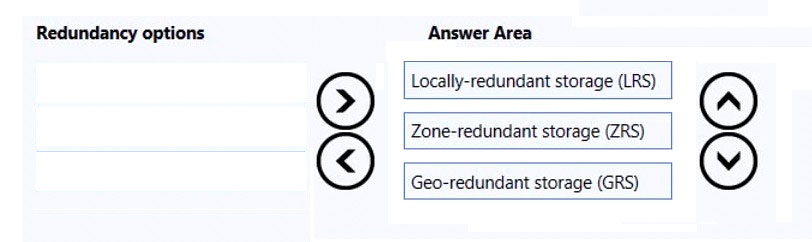 Redundancy options
Answer Area
Locally-redundant storage (LRS)
Zone-redundant storage (ZRS)
Geo-redundant storage (GRS)